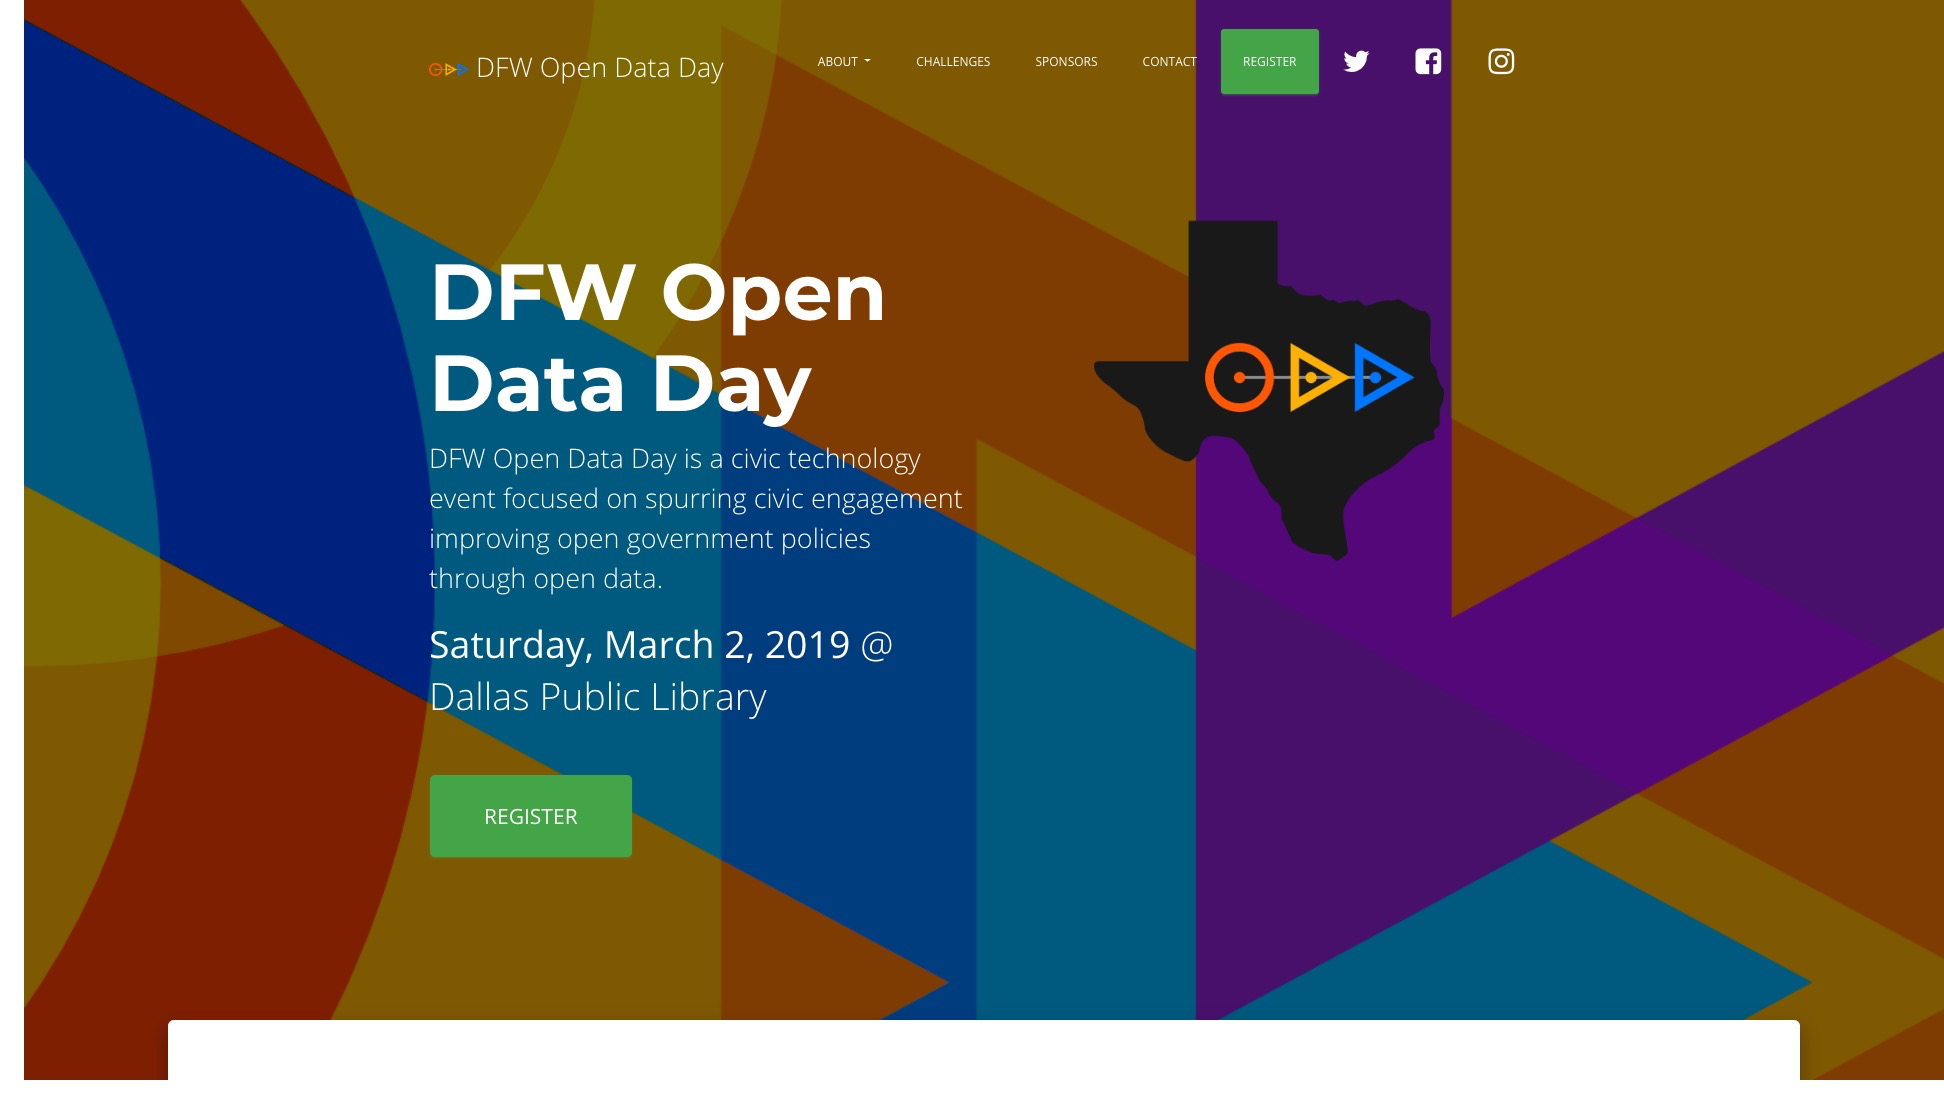 DFW Open Data Day
ABOUT
CHALLENGES
SPONSORS
CONTACT
REGISTER
DFW Open
Data Day
DFW Open Data Day is a civic technology
event focused on spurring civic engagement
improving open government policies
through open data.
Saturday, March 2, 2019 @
Dallas Public Library
REGISTER